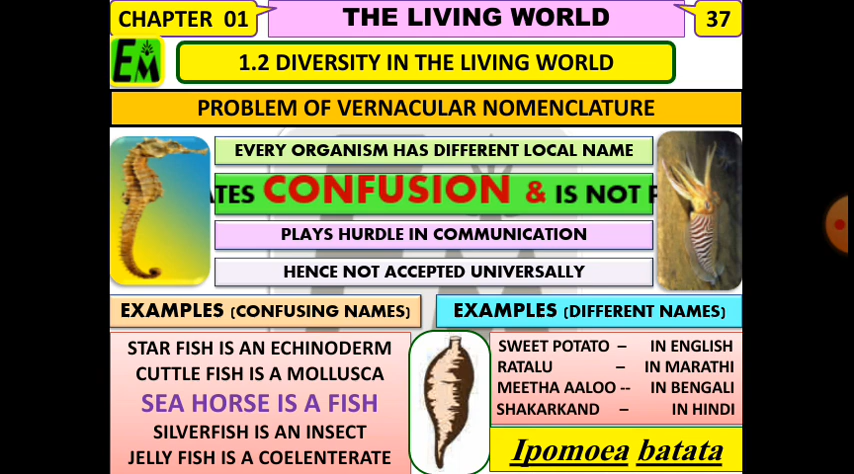 CHAPTER 01
THE LIVING WORLD
37
EM
1.2 DIVERSITY IN THE LIVING WORLD
PROBLEM OF VERNACULAR NOMENCLATURE
EVERY ORGANISM HAS DIFFERENT LOCAL NAME
CONFUSION & IS NOT
PLAYS HURDLE IN COMMUNICATION
HENCE NOT ACCEPTED UNIVERSALLY
EXAMPLES (CONFUSING NAMES)
STAR FISH IS AN ECHINODERM
CUTTLE FISH IS A MOLLUSCA
SEA HORSE IS A FISH
SILVERFISH IS AN INSECT
JELLY FISH IS A COELENTERATE
EXAMPLES (DIFFERENT NAMES)
SWEET POTATO – IN ENGLISH
RATALU – IN MARATHI
MEETHA AALOO -- IN BENGALI
SHAKARKAND – IN HINDI
Ipomoea batata